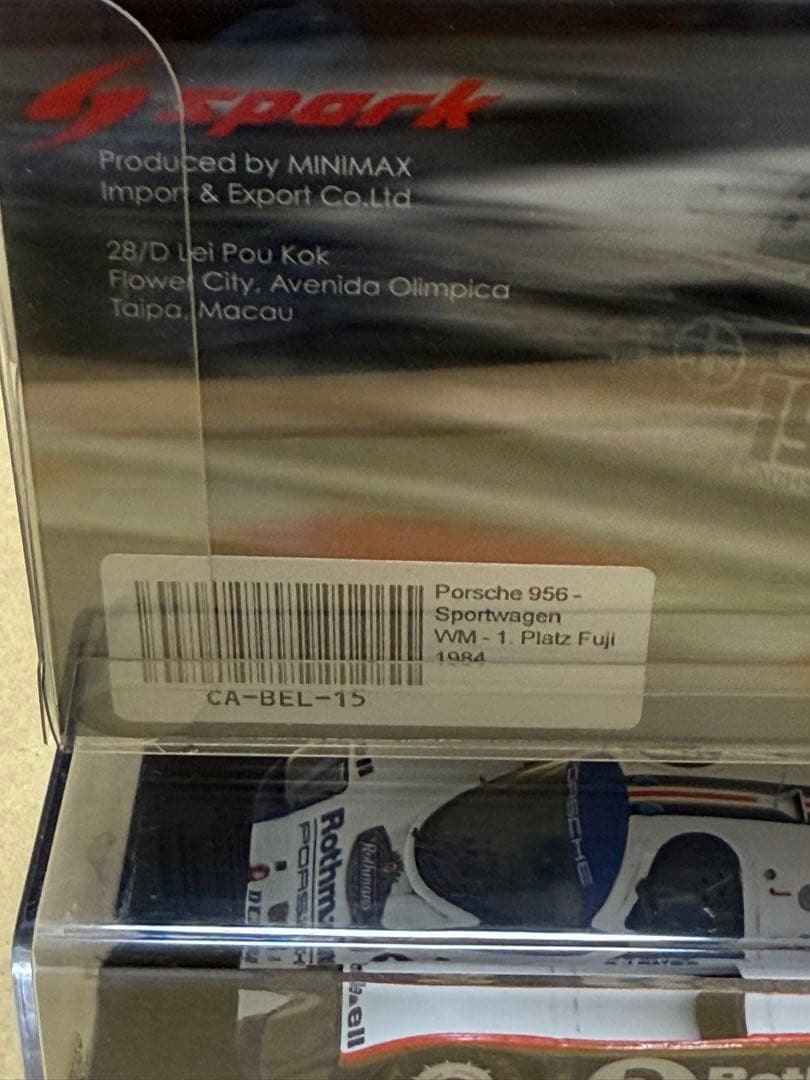 spark
Produced by MINIMAX
Import & Export Co.Ltd
28/D Lei Pou Kok
Flower City, Avenida Olimpica
Taipa, Macau
Porsche 956 -
Sportwagen
WM - 1. Platz Fuji
1984
CA-BEL-15
PORSCHE
Rothmans
ell